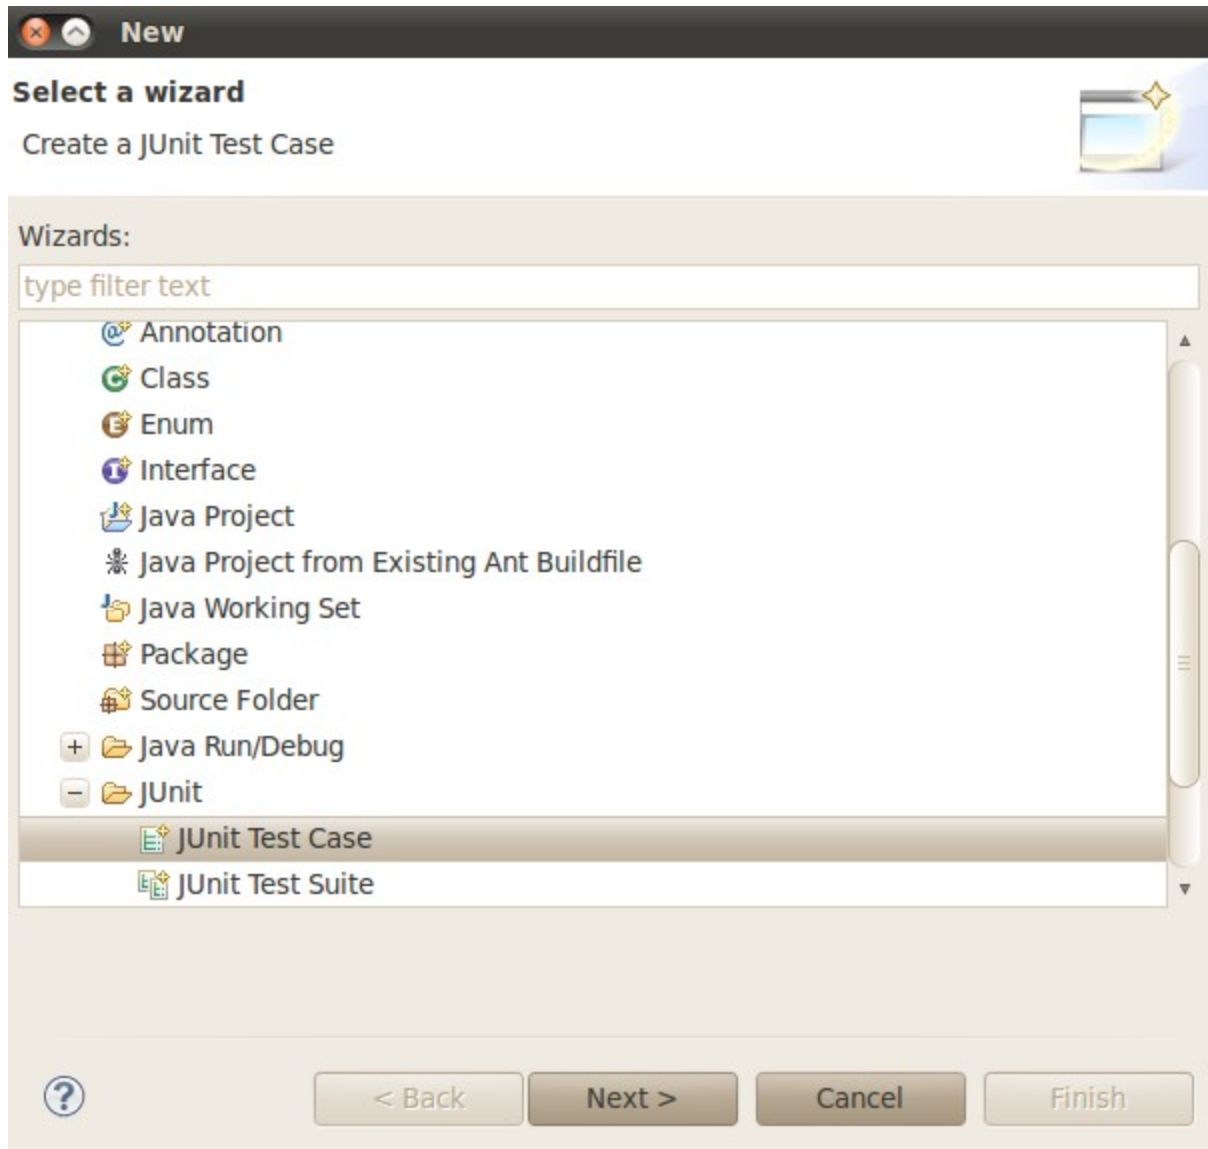 New
Select a wizard
Create a JUnit Test Case
Wizards:
type filter text
Annotation
Class
Enum
Interface
Java Project
Java Project from Existing Ant Buildfile
Java Working Set
Package
Source Folder
Java Run/Debug
JUnit
JUnit Test Case
JUnit Test Suite
< Back Next > Cancel Finish